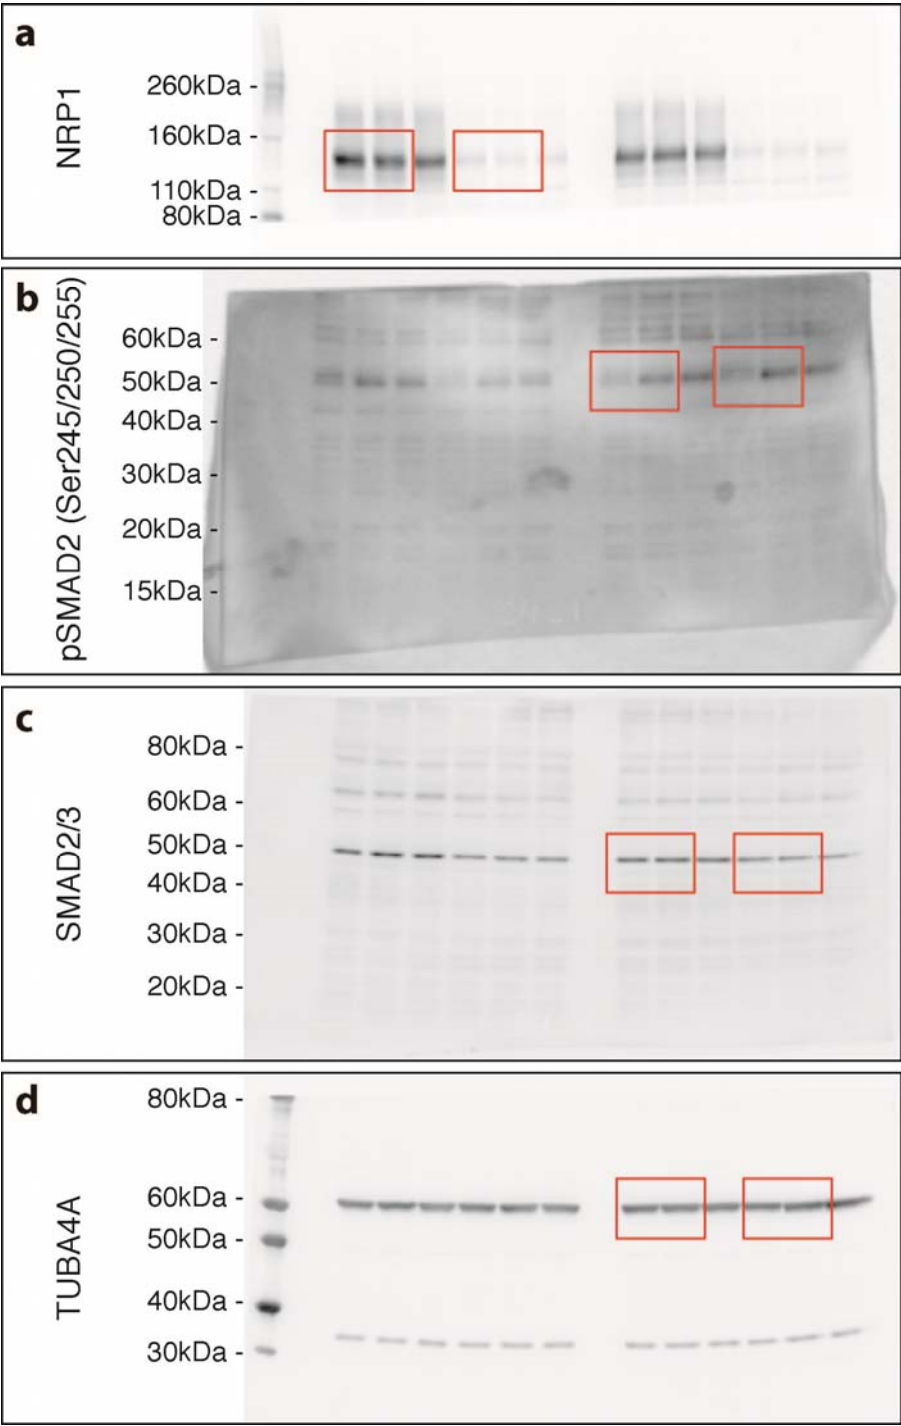 a
NRP1
260kDa -
160kDa -
110kDa -
80kDa -
b
pSMAD2 (Ser245/250/255)
60kDa -
50kDa -
40kDa -
30kDa -
20kDa -
15kDa -
c
SMAD2/3
80kDa -
60kDa -
50kDa -
40kDa -
30kDa -
20kDa -
d
TUBA4A
80kDa -
60kDa -
50kDa -
40kDa -
30kDa -